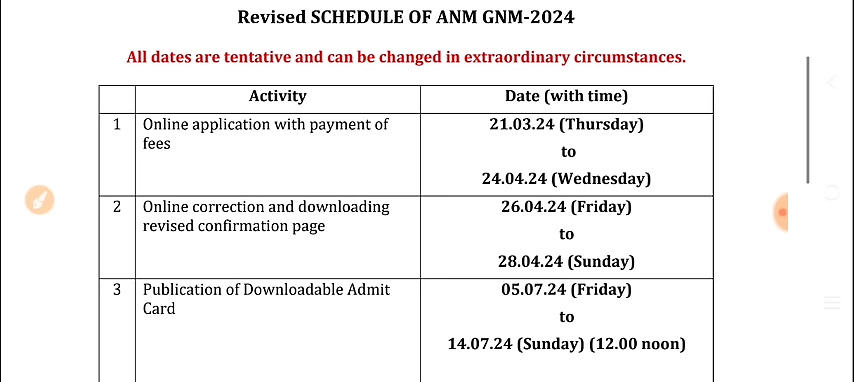 Revised SCHEDULE OF ANM GNM-2024
All dates are tentative and can be changed in extraordinary circumstances.
Activity Date (with time)
1 Online application with payment of fees 21.03.24 (Thursday)
to
24.04.24 (Wednesday)
2 Online correction and downloading revised confirmation page 26.04.24 (Friday)
to
28.04.24 (Sunday)
3 Publication of Downloadable Admit Card 05.07.24 (Friday)
to
14.07.24 (Sunday) (12.00 noon)